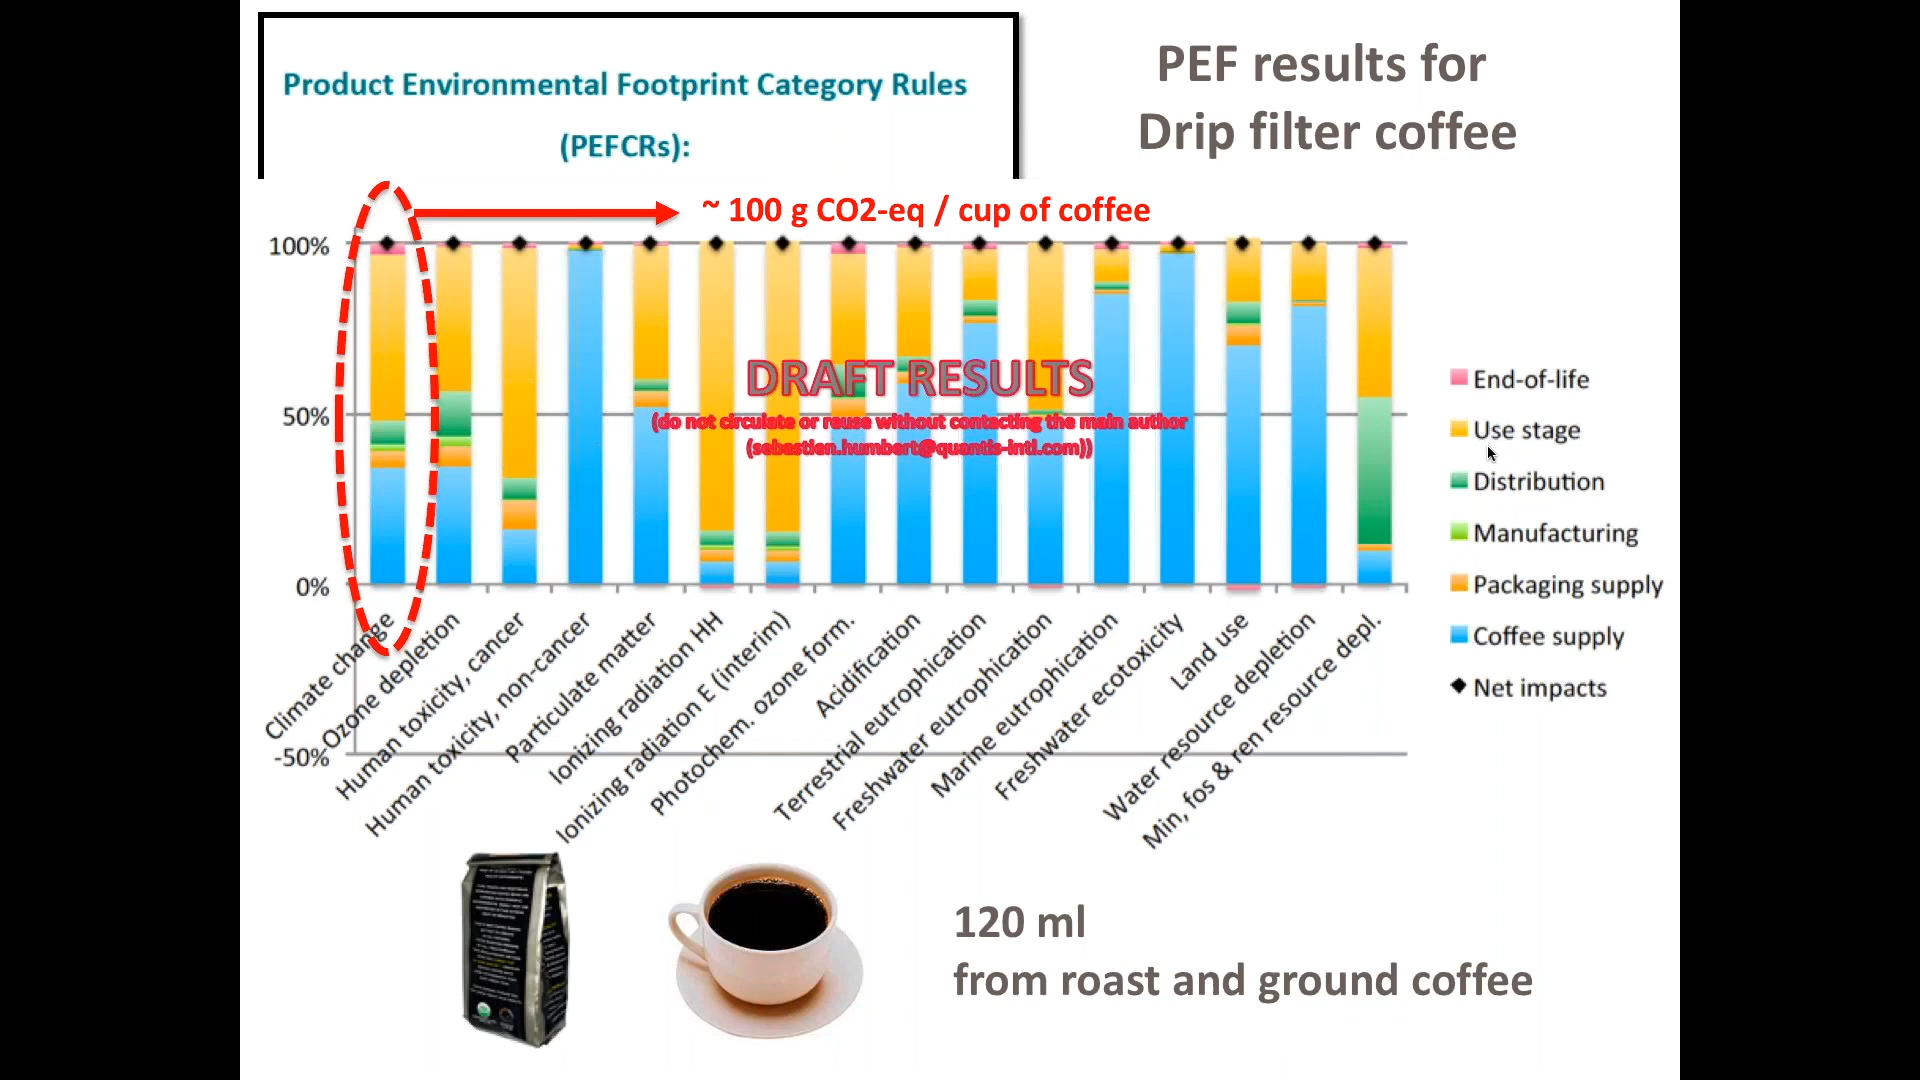 Product Environmental Footprint Category Rules
(PEFCRs):
PEF results for
Drip filter coffee
~ 100 g CO2-eq / cup of coffee
100%
50%
0%
-50%
DRAFT RESULTS
(do not circulate or reuse without contacting the main author
(sebastien.humbert@quantis-intl.com))
End-of-life
Use stage
Distribution
Manufacturing
Packaging supply
Coffee supply
Net impacts
Climate change
Ozone depletion
Human toxicity, cancer
Human toxicity, non-cancer
Particulate matter
Ionizing radiation HH
Ionizing radiation E (interim)
Photochem. ozone form.
Acidification
Terrestrial eutrophication
Freshwater eutrophication
Marine eutrophication
Freshwater ecotoxicity
Land use
Water resource depletion
Min, fos & ren resource depl.
120 ml
from roast and ground coffee